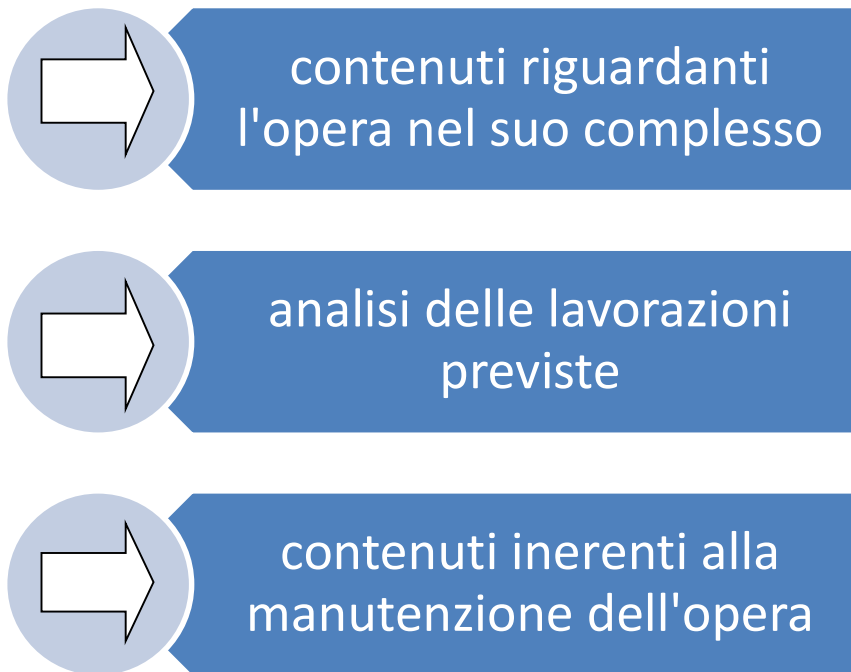 contenuti riguardanti
l'opera nel suo complesso
analisi delle lavorazioni
previste
contenuti inerenti alla
manutenzione dell'opera